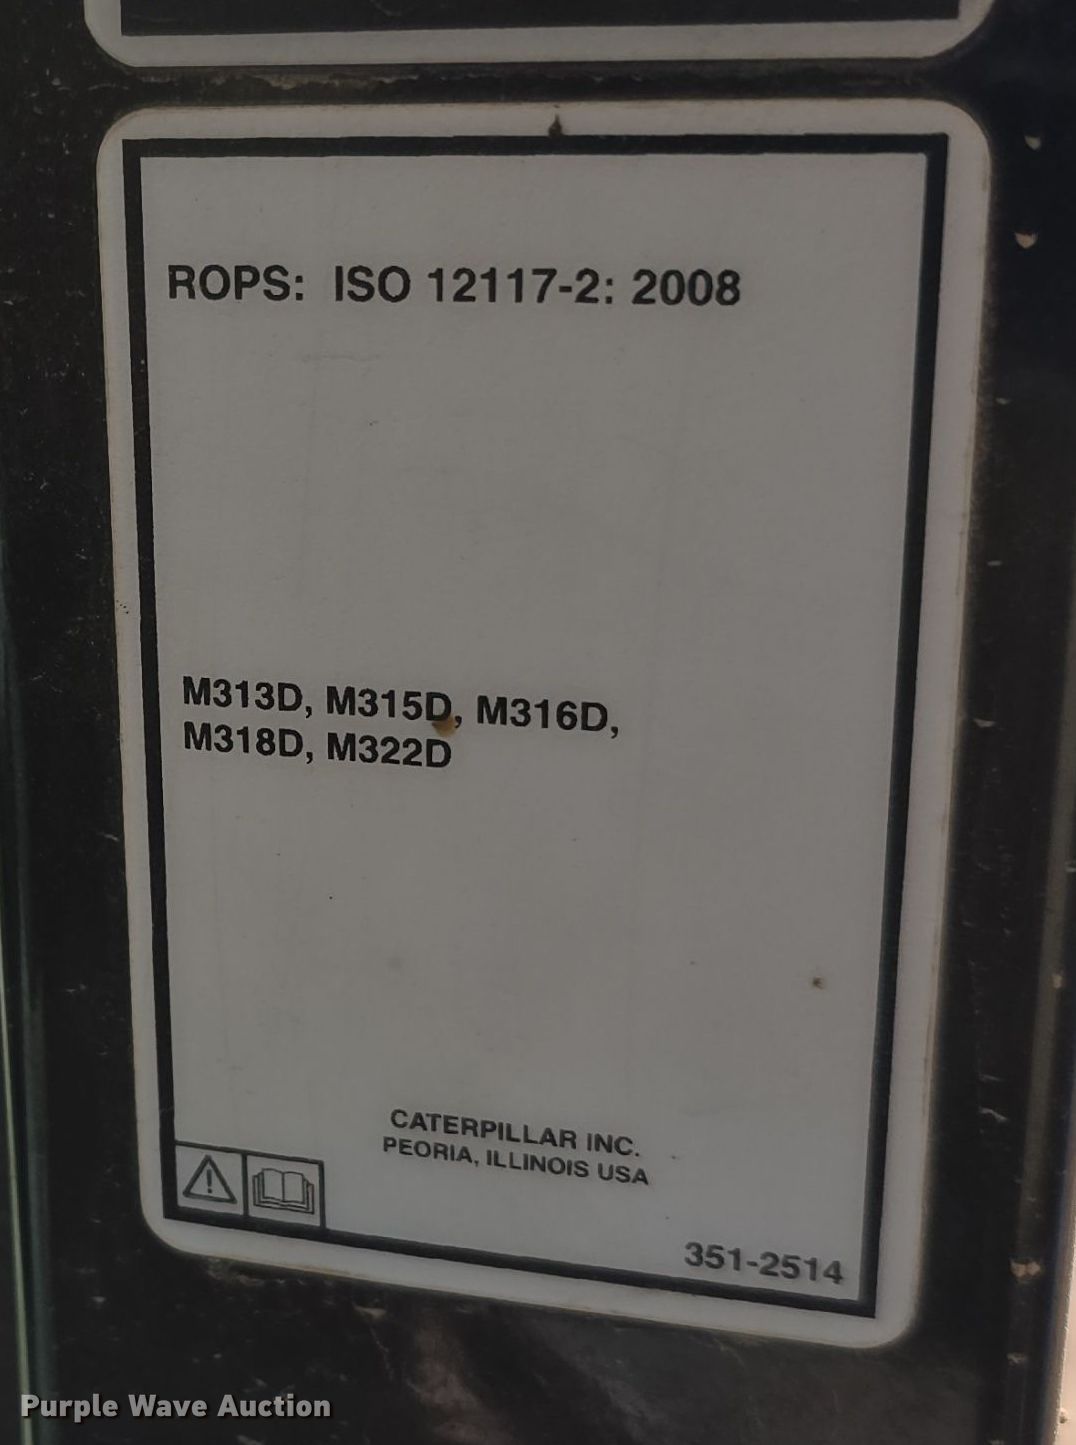 ROPS: ISO 12117-2: 2008
M313D, M315D, M316D,
M318D, M322D
CATERPILLAR INC.
PEORIA, ILLINOIS USA
351-2514
Purple Wave Auction